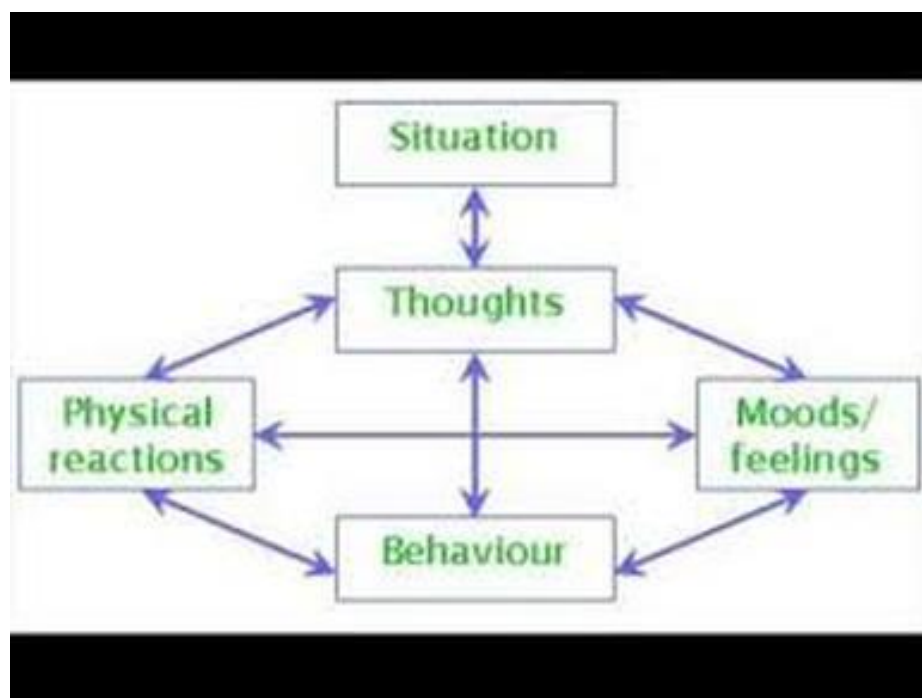 Situation
Thoughts
Physical
reactions
Moods/
feelings
Behaviour